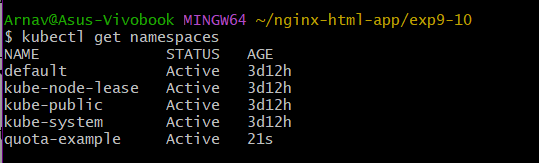 Arnav@Asus-Vivobook MINGW64 ~/nginx-html-app/exp9-10
$ kubectl get namespaces
NAME STATUS AGE
default Active 3d12h
kube-node-lease Active 3d12h
kube-public Active 3d12h
kube-system Active 3d12h
quota-example Active 21s